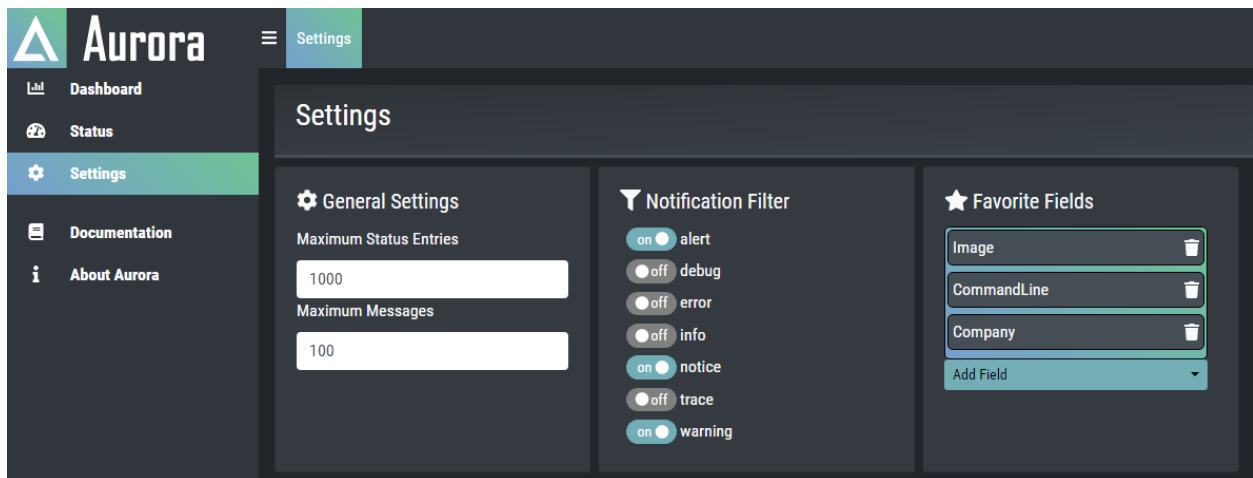 Aurora
Settings
Dashboard
Status
Settings
Documentation
About Aurora
Settings
General Settings
Maximum Status Entries
1000
Maximum Messages
100
Notification Filter
on alert
off debug
off error
off info
on notice
off trace
on warning
Favorite Fields
Image
CommandLine
Company
Add Field